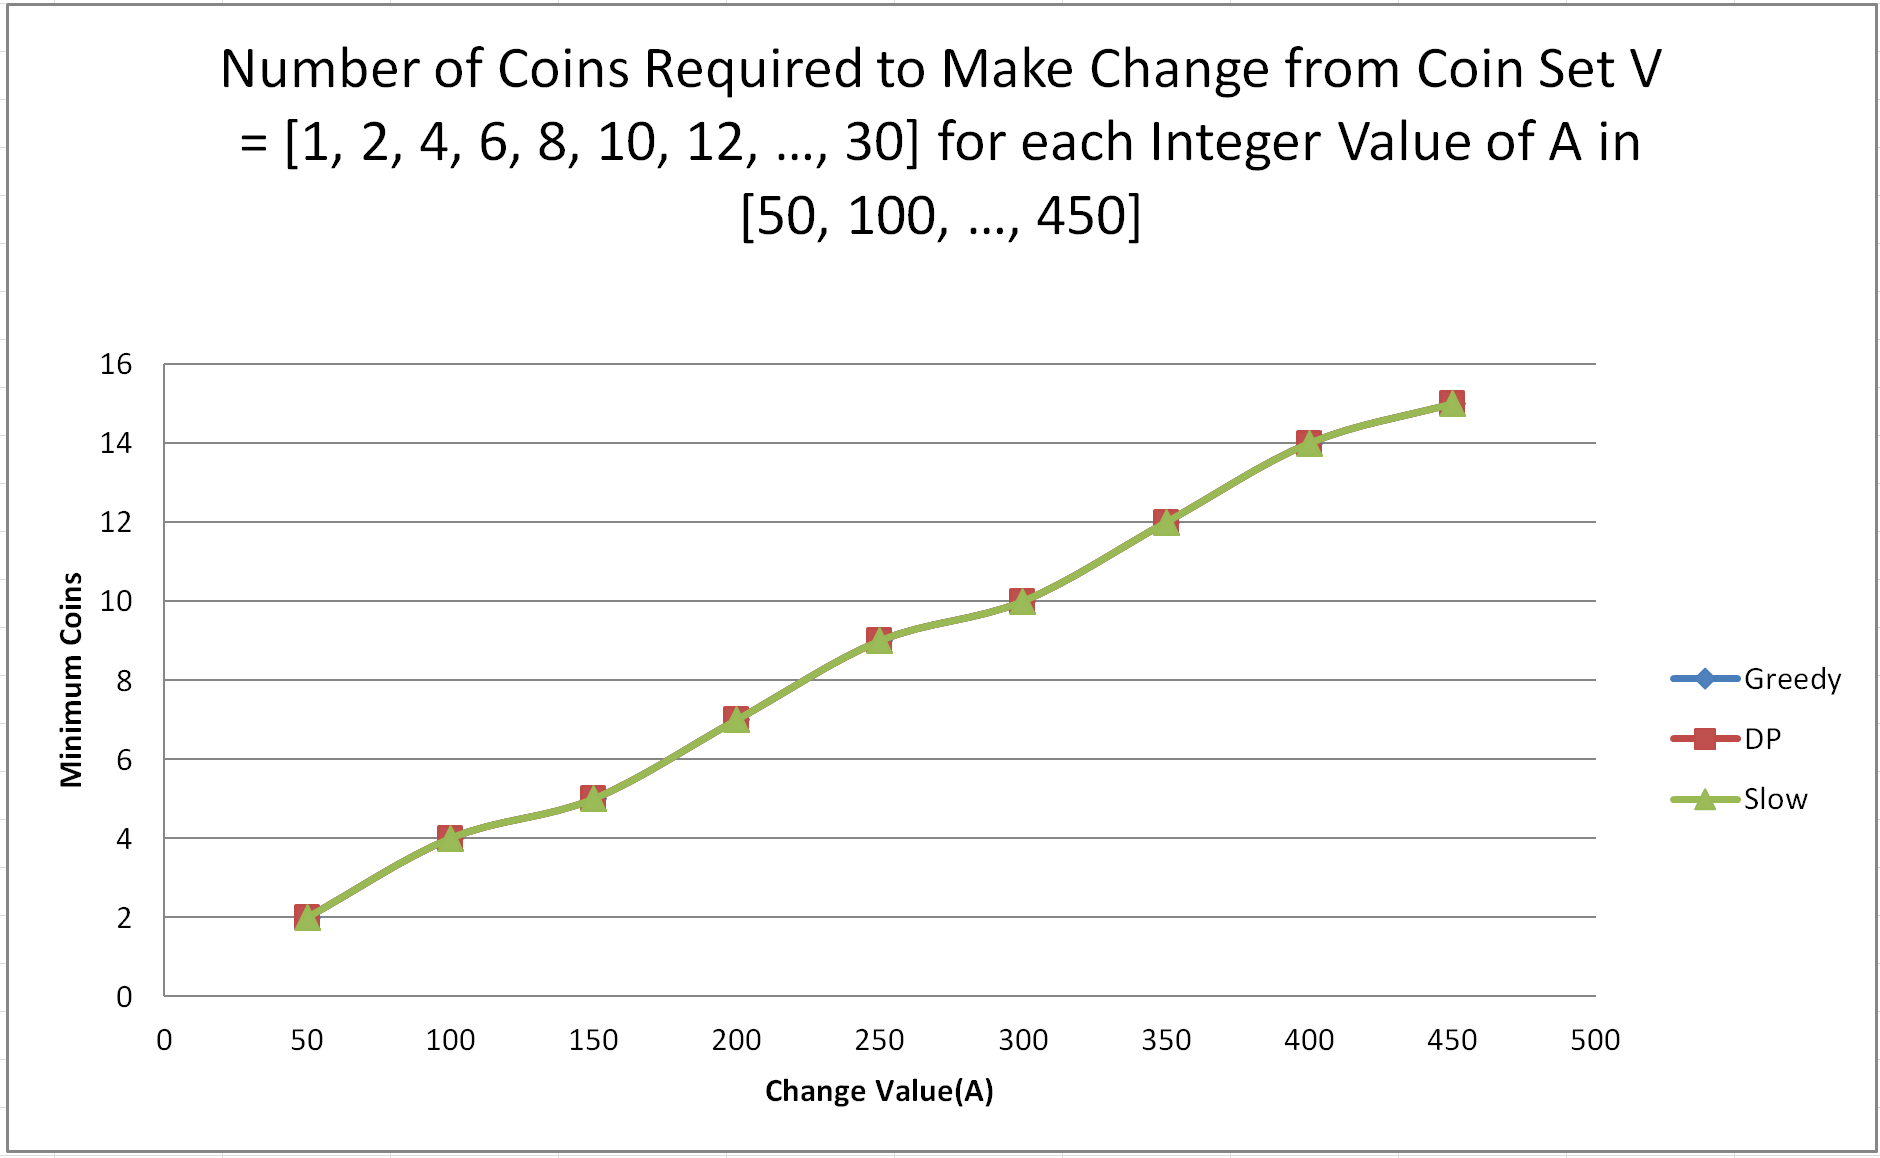 Number of Coins Required to Make Change from Coin Set V
= [1, 2, 4, 6, 8, 10, 12, …, 30] for each Integer Value of A in
[50, 100, …, 450]
16
14
12
10
8
6
4
2
0
Minimum Coins
0 50 100 150 200 250 300 350 400 450 500
Change Value(A)
Greedy
DP
Slow